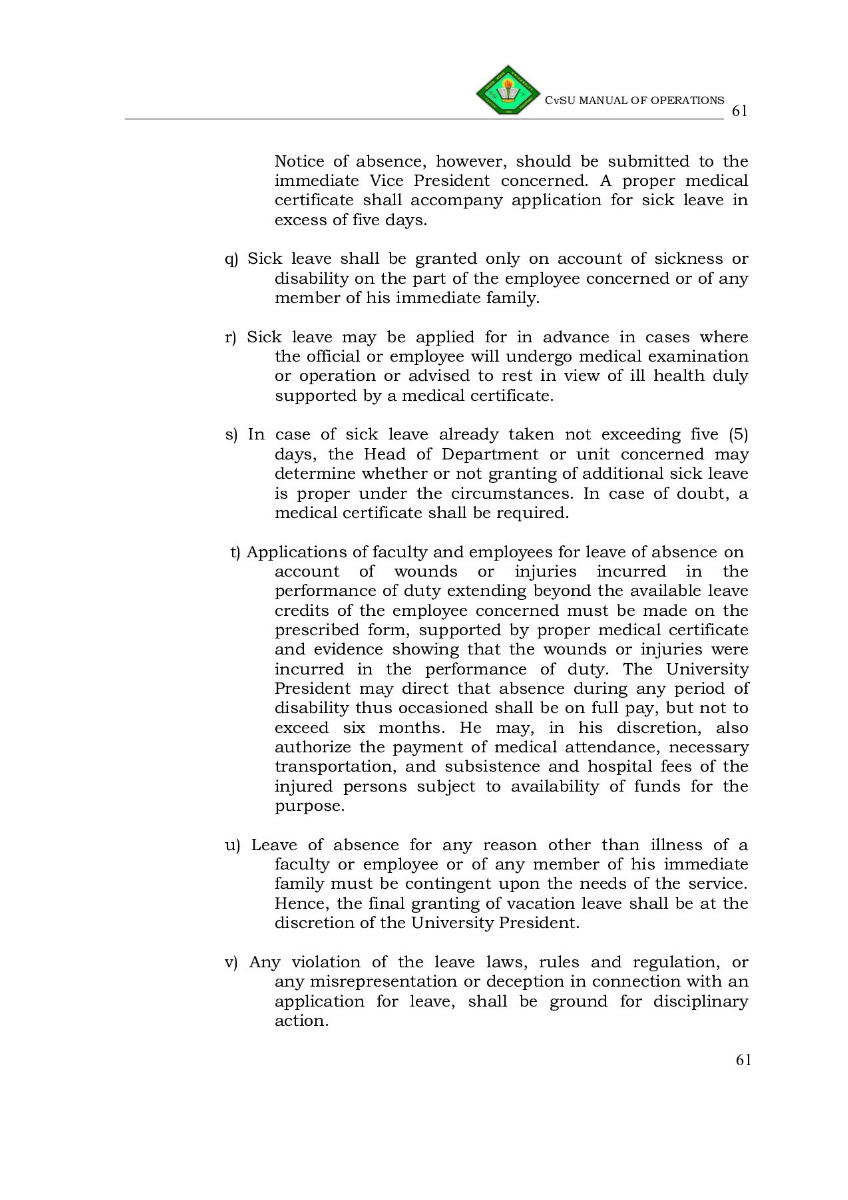 CvSU MANUAL OF OPERATIONS
61
Notice of absence, however, should be submitted to the
immediate Vice President concerned. A proper medical
certificate shall accompany application for sick leave in
excess of five days.
q) Sick leave shall be granted only on account of sickness or
disability on the part of the employee concerned or of any
member of his immediate family.
r) Sick leave may be applied for in advance in cases where
the official or employee will undergo medical examination
or operation or advised to rest in view of ill health duly
supported by a medical certificate.
s) In case of sick leave already taken not exceeding five (5)
days, the Head of Department or unit concerned may
determine whether or not granting of additional sick leave
is proper under the circumstances. In case of doubt, a
medical certificate shall be required.
t) Applications of faculty and employees for leave of absence on
account of wounds or injuries incurred in the
performance of duty extending beyond the available leave
credits of the employee concerned must be made on the
prescribed form, supported by proper medical certificate
and evidence showing that the wounds or injuries were
incurred in the performance of duty. The University
President may direct that absence during any period of
disability thus occasioned shall be on full pay, but not to
exceed six months. He may, in his discretion, also
authorize the payment of medical attendance, necessary
transportation, and subsistence and hospital fees of the
injured persons subject to availability of funds for the
purpose.
u) Leave of absence for any reason other than illness of a
faculty or employee or of any member of his immediate
family must be contingent upon the needs of the service.
Hence, the final granting of vacation leave shall be at the
discretion of the University President.
v) Any violation of the leave laws, rules and regulation, or
any misrepresentation or deception in connection with an
application for leave, shall be ground for disciplinary
action.
61